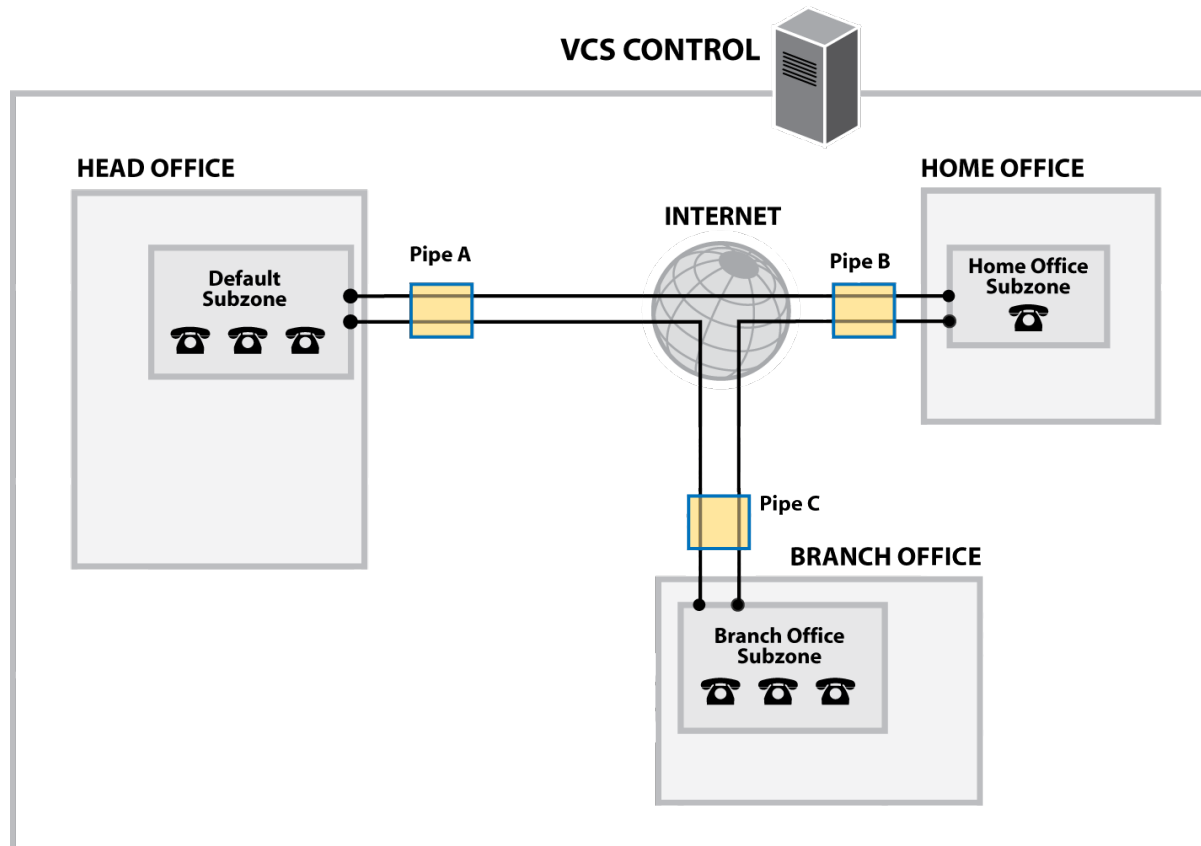 VCS CONTROL
HEAD OFFICE
HOME OFFICE
INTERNET
Pipe A
Pipe B
Default
Subzone
Home Office
Subzone
Pipe C
BRANCH OFFICE
Branch Office
Subzone